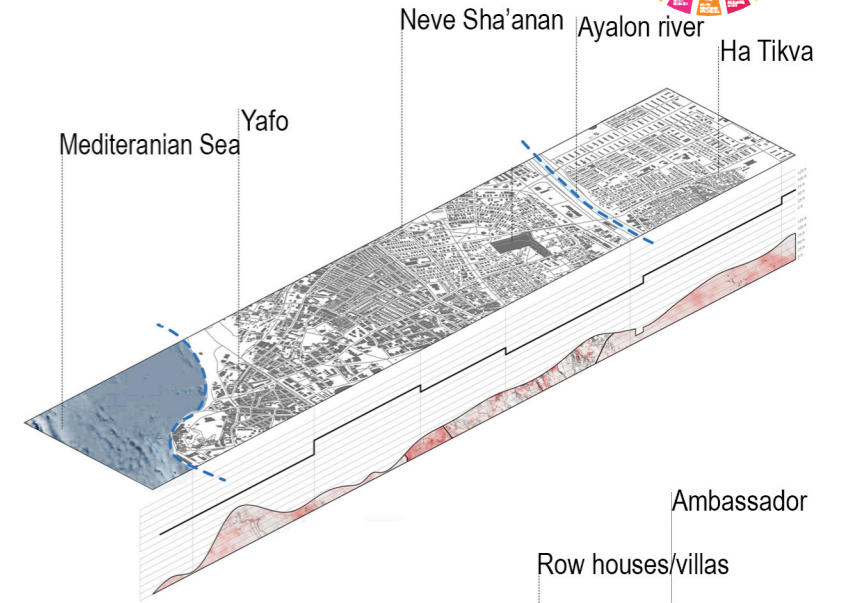 Neve Sha'anan
Ayalon river
Ha Tikva
Yafo
Mediteranian Sea
Ambassador
Row houses/villas